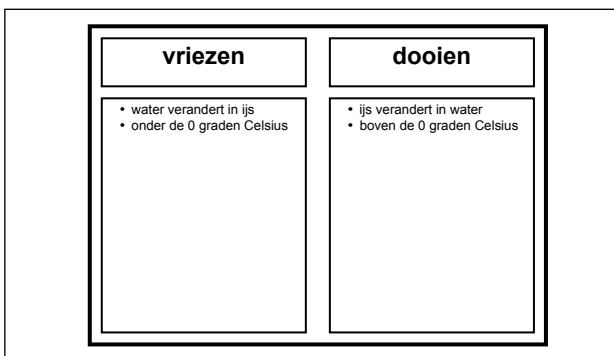 vriezen
• water verandert in ijs
• onder de 0 graden Celsius
dooien
• ijs verandert in water
• boven de 0 graden Celsius